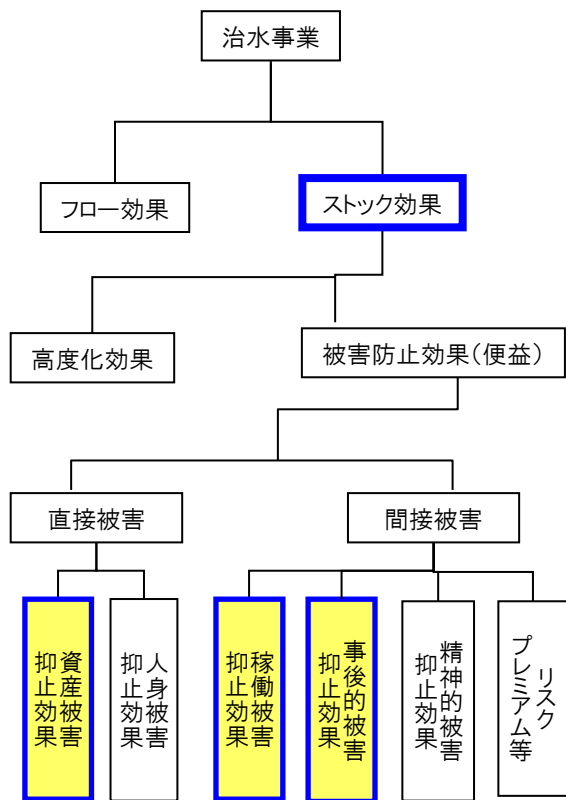 治水事業
フロー効果
ストック効果
高度化効果
被害防止効果(便益)
直接被害
間接被害
資産被害
抑止効果
人身被害
抑止効果
稼働被害
抑止効果
事後的被害
抑止効果
精神的被害
抑止効果
リスク
プレミアム等